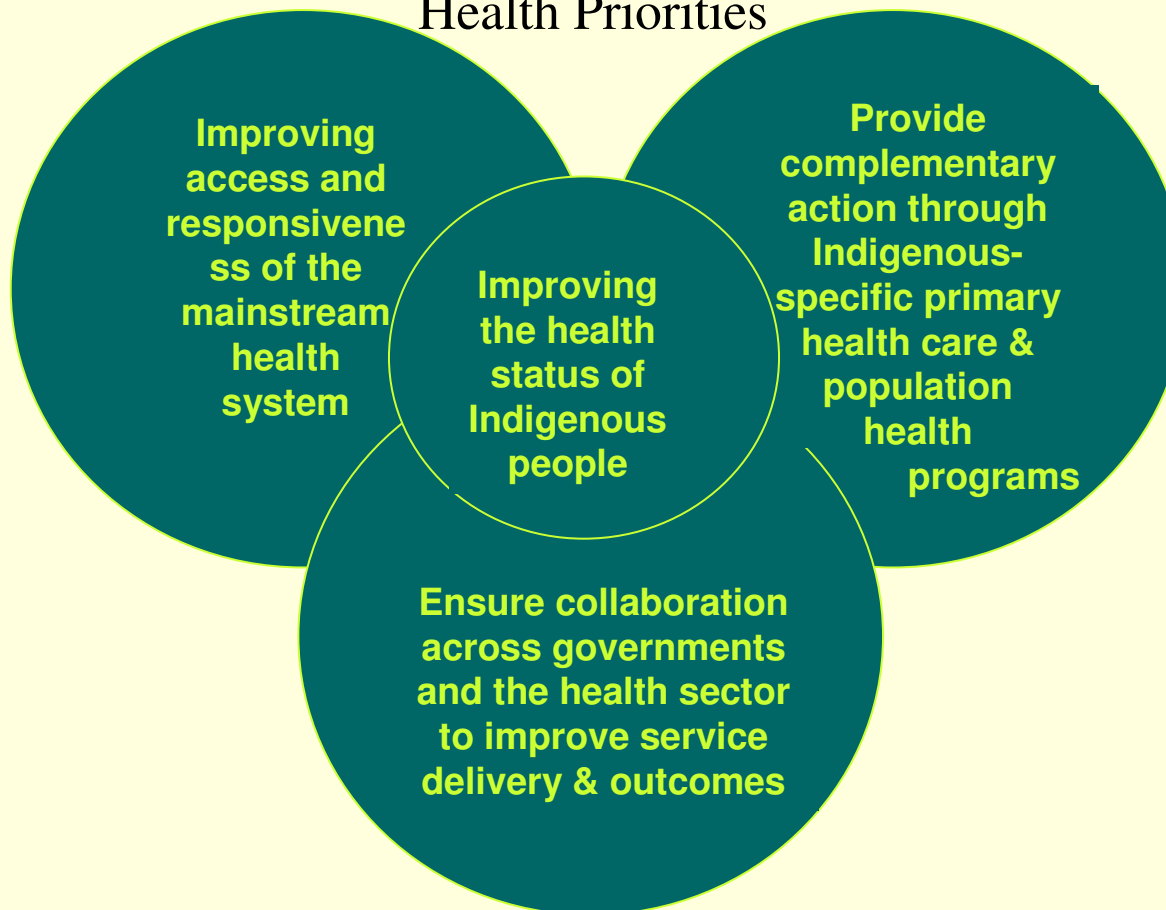 Health Priorities
Improving
access and
responsivene
ss of the
mainstream
health
system
Improving
the health
status of
Indigenous
people
Provide
complementary
action through
Indigenous-
specific primary
health care &
population
health
programs
Ensure collaboration
across governments
and the health sector
to improve service
delivery & outcomes